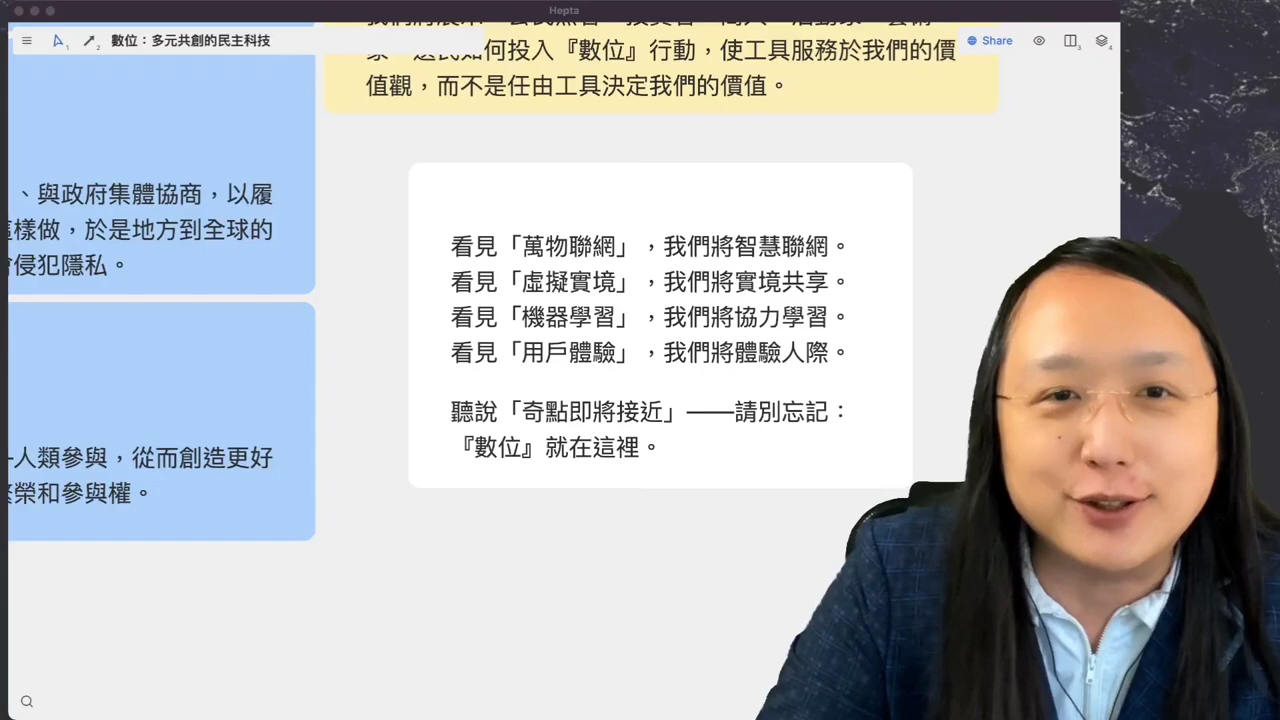 Hepta
數位：多元共創的民主科技
Share
如何投入『數位』行動，使工具服務於我們的價
值觀，而不是任由工具決定我們的價值。
、與政府集體協商，以履
這樣做，於是地方到全球的
會侵犯隱私。
人類參與，從而創造更好
繁榮和參與權。
看見「萬物聯網」，我們將智慧聯網。
看見「虛擬實境」，我們將實境共享。
看見「機器學習」，我們將協力學習。
看見「用戶體驗」，我們將體驗人際。
聽說「奇點即將接近」——請別忘記：
『數位』就在這裡。